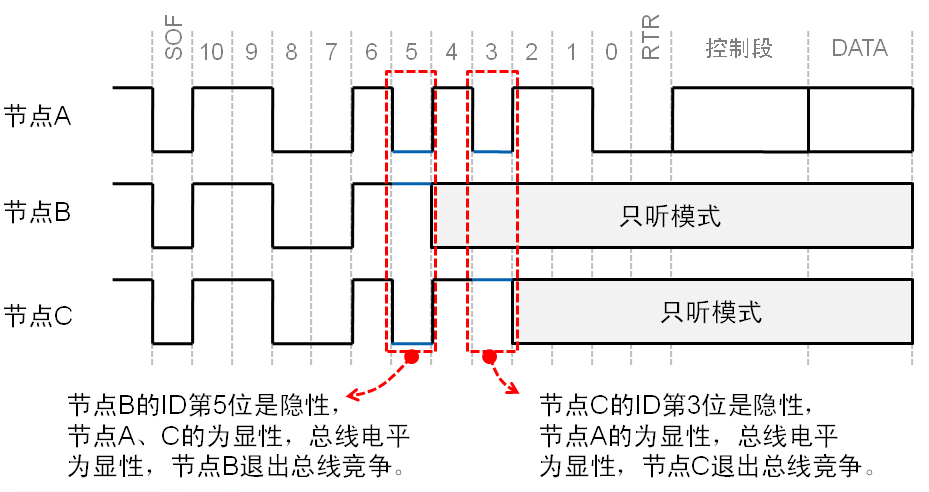 SOF 10 9 8 7 6 5 4 3 2 1 0 RTR 控制段 DATA
节点A
节点B 只听模式
节点C 只听模式
节点B的ID第5位是隐性，
节点A、C的为显性，总线电平
为显性，节点B退出总线竞争。
节点C的ID第3位是隐性，
节点A的为显性，总线电平
为显性，节点C退出总线竞争。